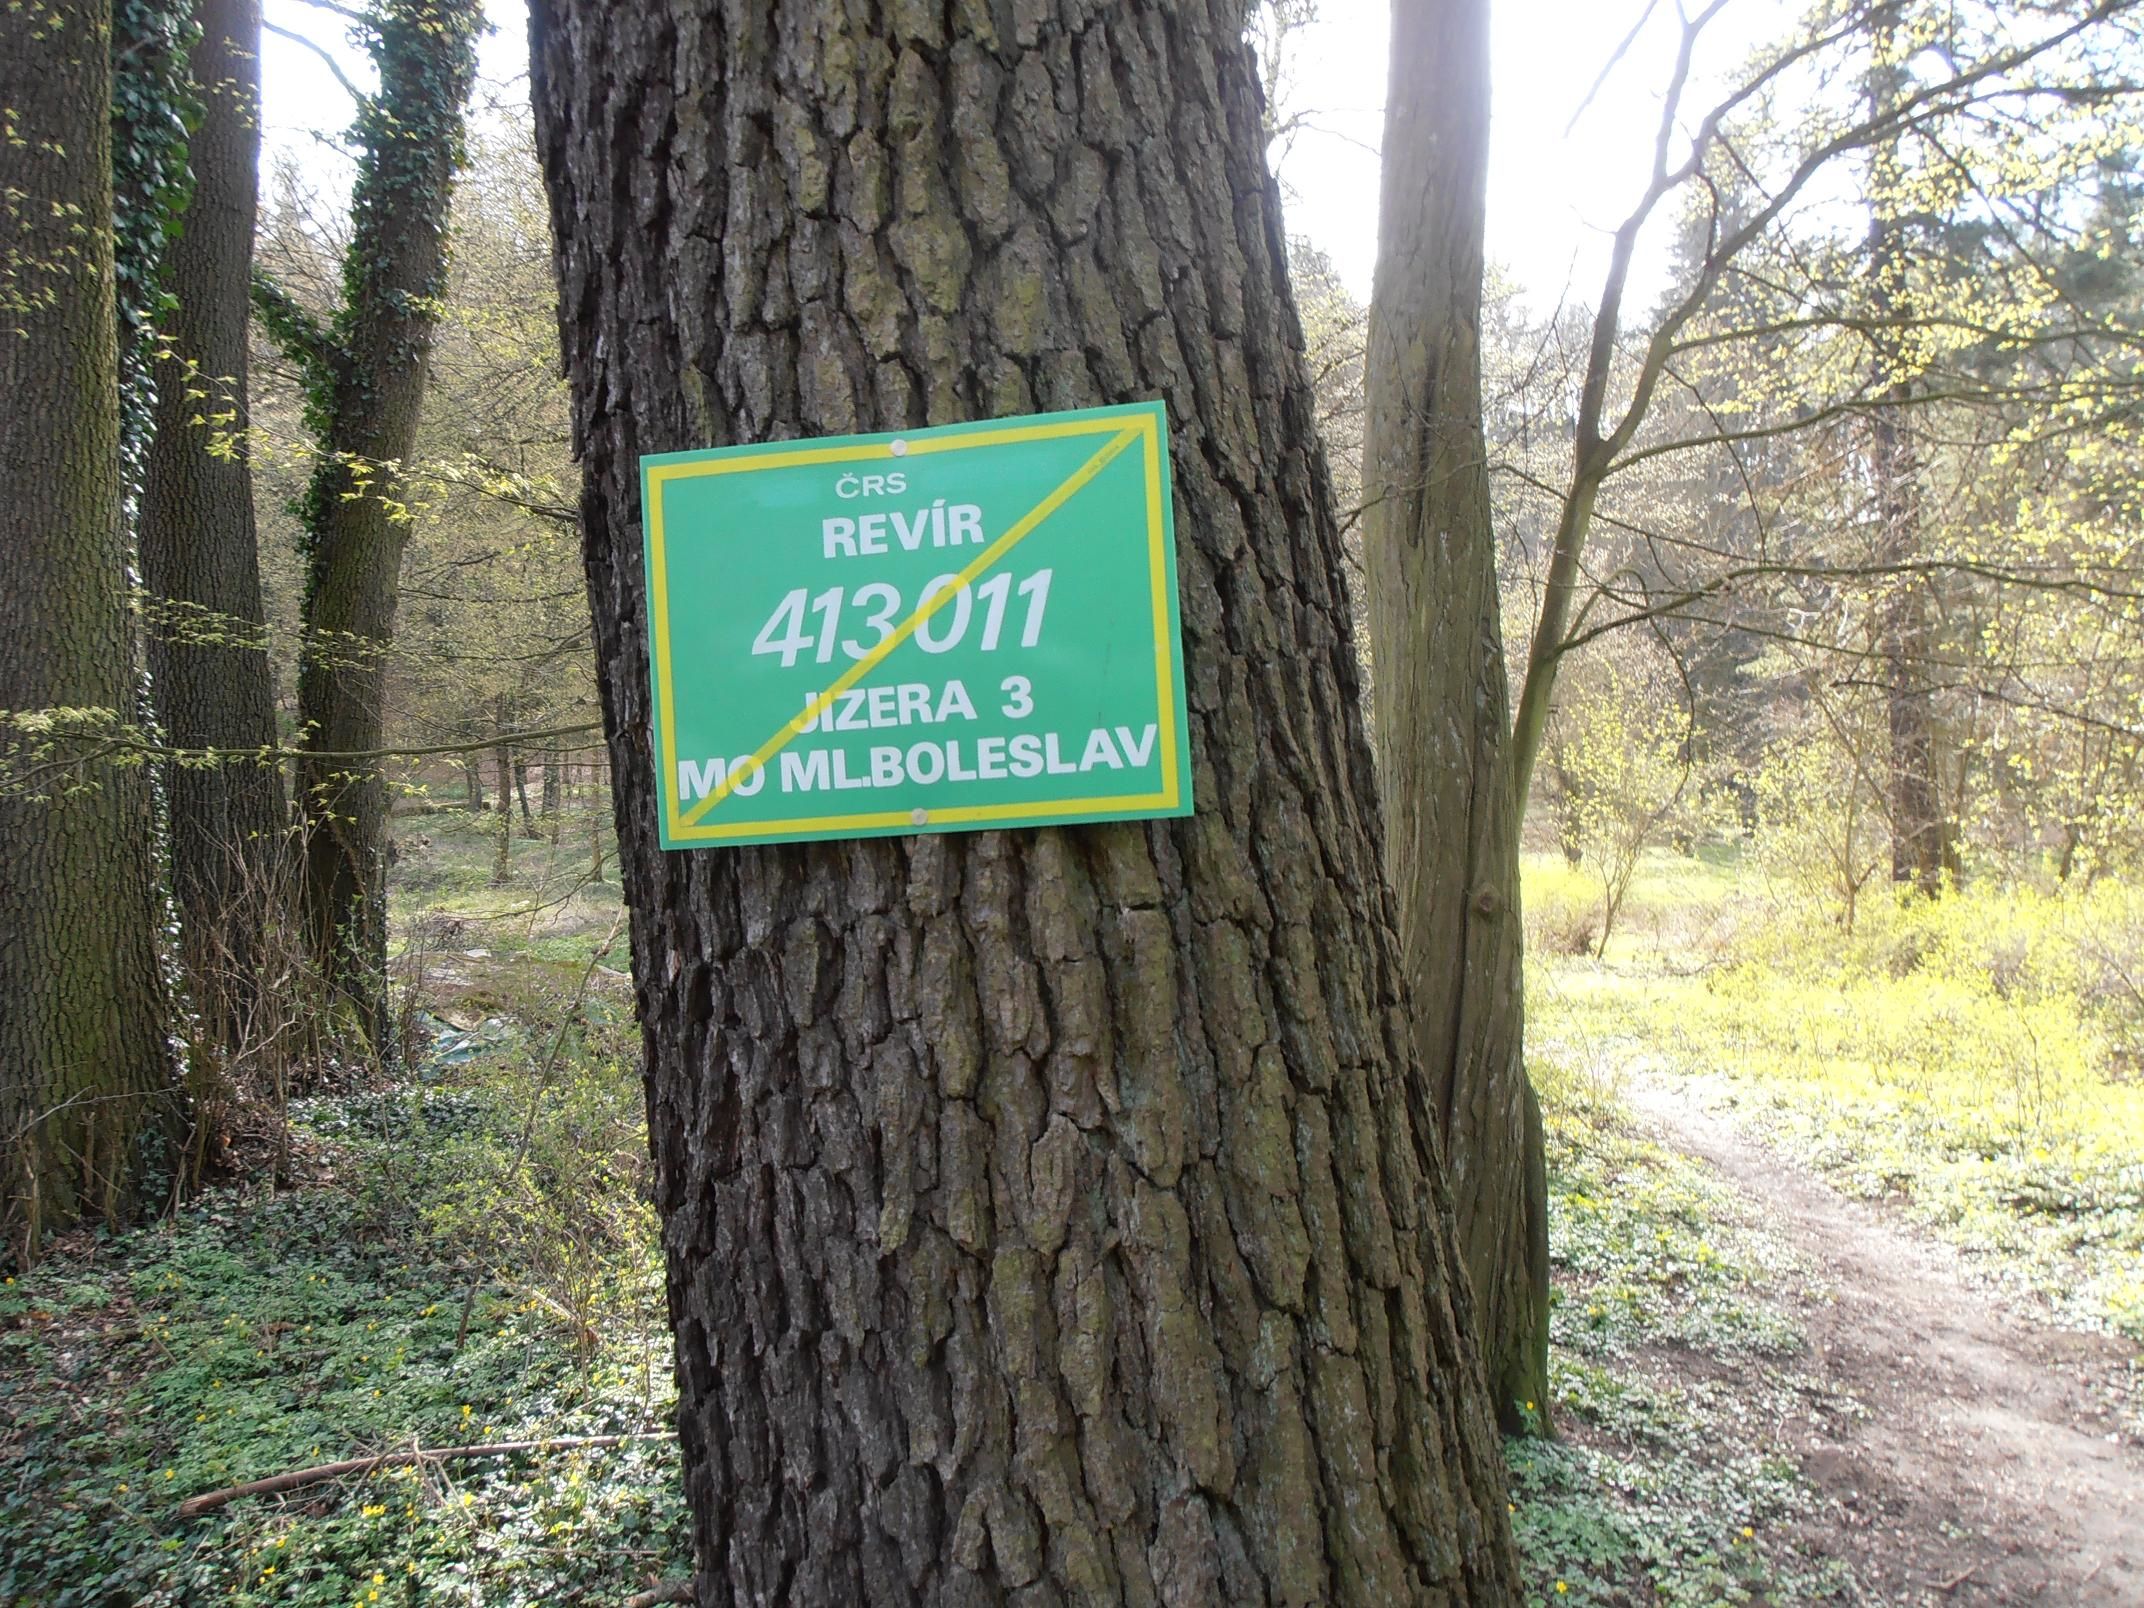 ČRS
REVÍR
413 011
JIZERA 3
MO ML.BOLESLAV